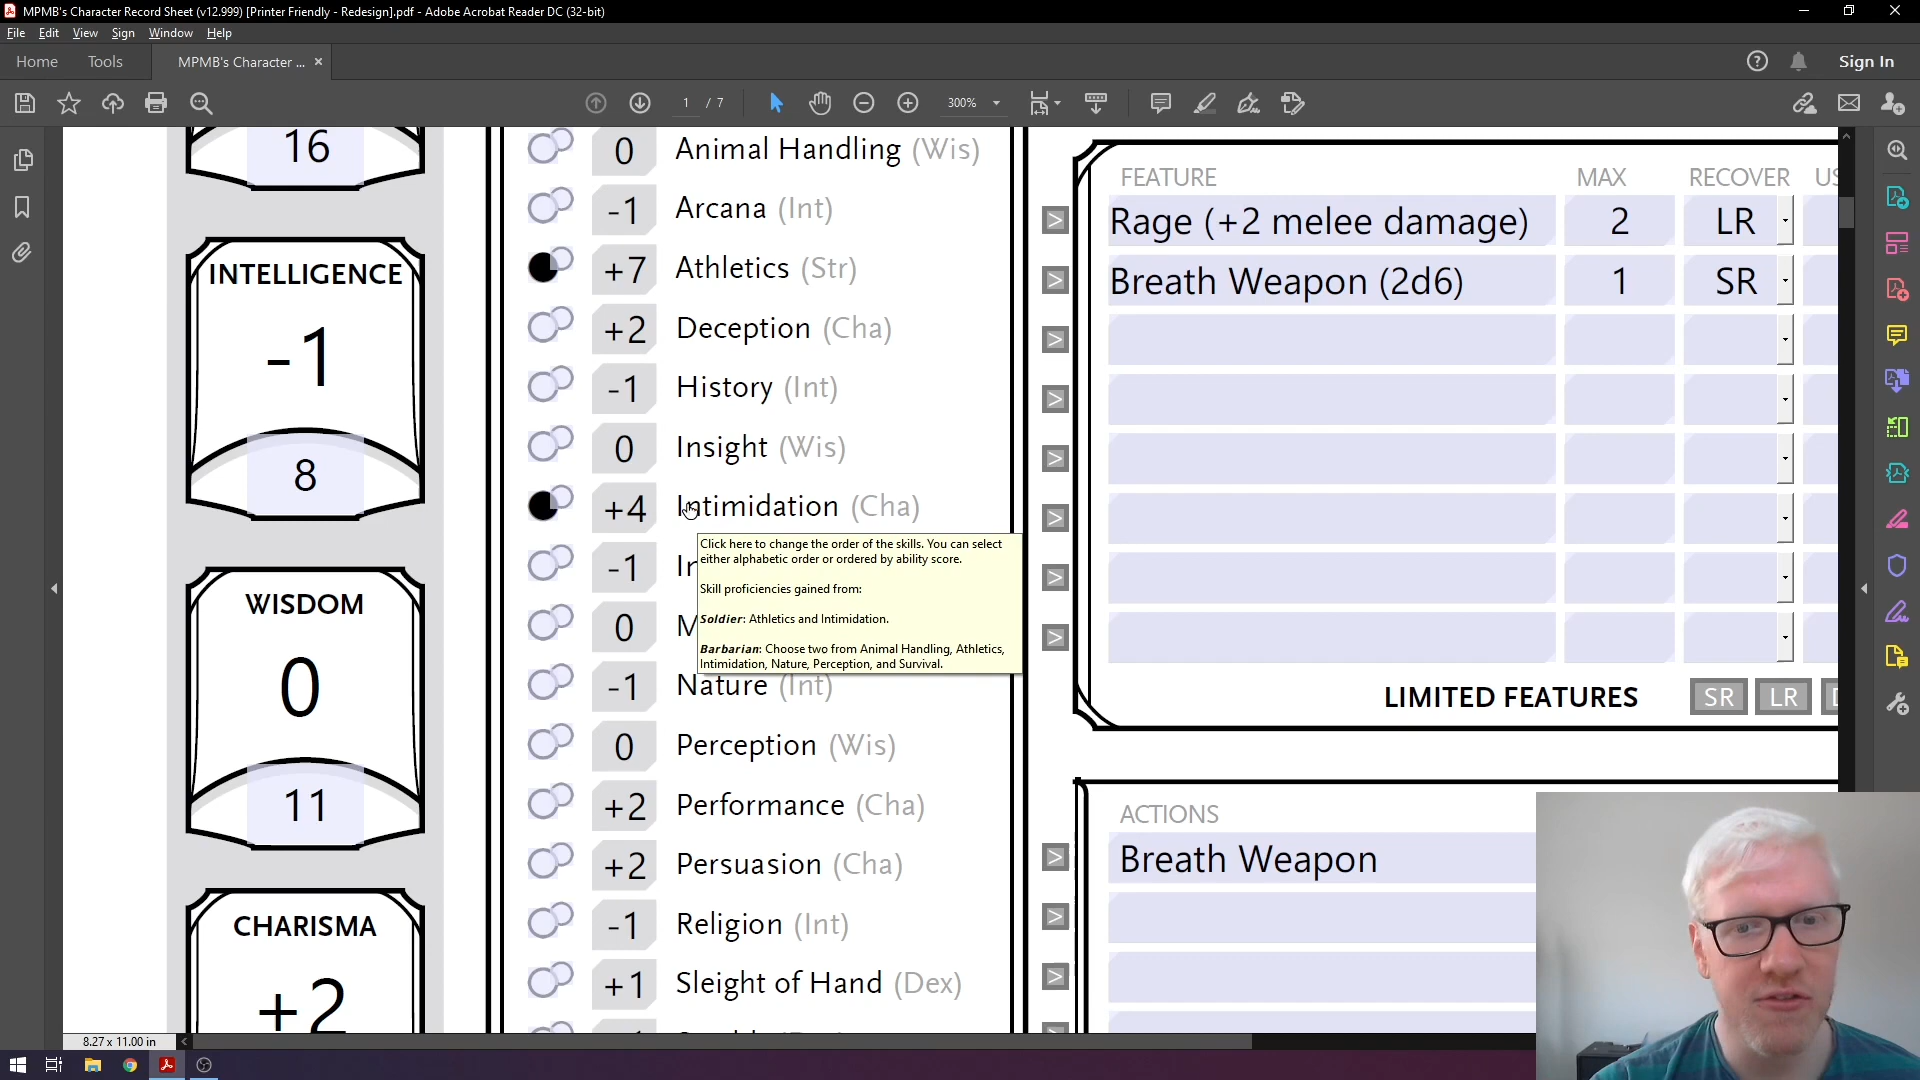 MPMB's Character Record Sheet (v12.999) [Printer Friendly - Redesign].pdf - Adobe Acrobat Reader DC (32-bit)
File Edit View Sign Window Help
Home Tools MPMB's Character ... × Sign In
1 / 7 300%
16
INTELLIGENCE
-1
8
WISDOM
0
11
CHARISMA
+2
0 Animal Handling (Wis)
-1 Arcana (Int)
+7 Athletics (Str)
+2 Deception (Cha)
-1 History (Int)
0 Insight (Wis)
+4 Intimidation (Cha)
-1 In
0 M
-1 Nature (Int)
0 Perception (Wis)
+2 Performance (Cha)
+2 Persuasion (Cha)
-1 Religion (Int)
+1 Sleight of Hand (Dex)
Click here to change the order of the skills. You can select
either alphabetic order or ordered by ability score.
Skill proficiencies gained from:
Soldier: Athletics and Intimidation.
Barbarian: Choose two from Animal Handling, Athletics,
Intimidation, Nature, Perception, and Survival.
FEATURE MAX RECOVER US
Rage (+2 melee damage) 2 LR
Breath Weapon (2d6) 1 SR
LIMITED FEATURES SR LR
ACTIONS
Breath Weapon
8.27 x 11.00 in